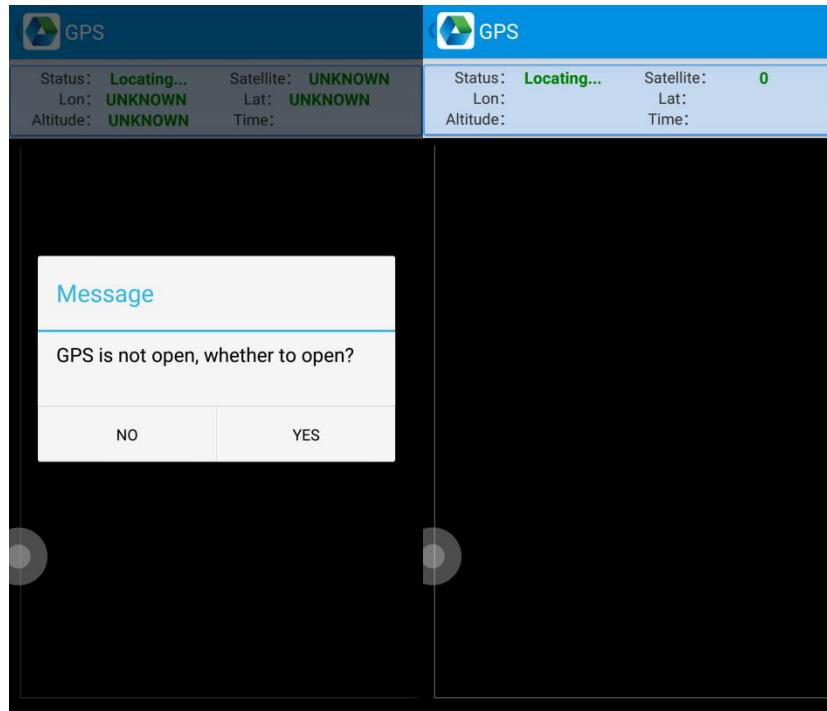 GPS
Status: Locating... Satellite: UNKNOWN
Lon: UNKNOWN Lat: UNKNOWN
Altitude: UNKNOWN Time:
Message
GPS is not open, whether to open?
NO YES
GPS
Status: Locating... Satellite: 0
Lon: Lat:
Altitude: Time: